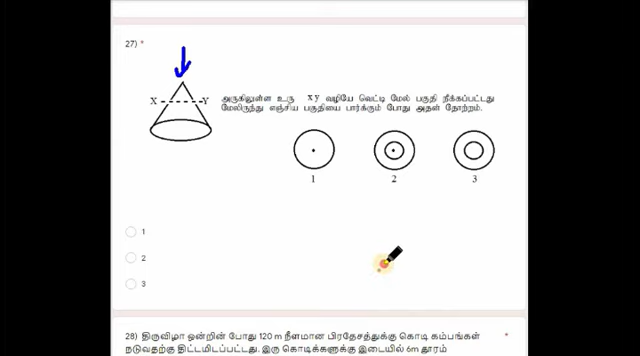 27) *
X Y
அருகிலுள்ள உரு xy வழியே வெட்டி மேல் பகுதி நீக்கப்பட்டது
மேலிருந்து எஞ்சிய பகுதியை பார்க்கும் போது அதன் தோற்றம்.
1 2 3
1
2
3
28) திருவிழா ஒன்றின் போது 120 m நீளமான பிரதேசத்துக்கு கொடி கம்பங்கள் *
நடுவதற்கு திட்டமிடப்பட்டது. இரு கொடிக்களுக்கு இடையில் 6m தூரம்